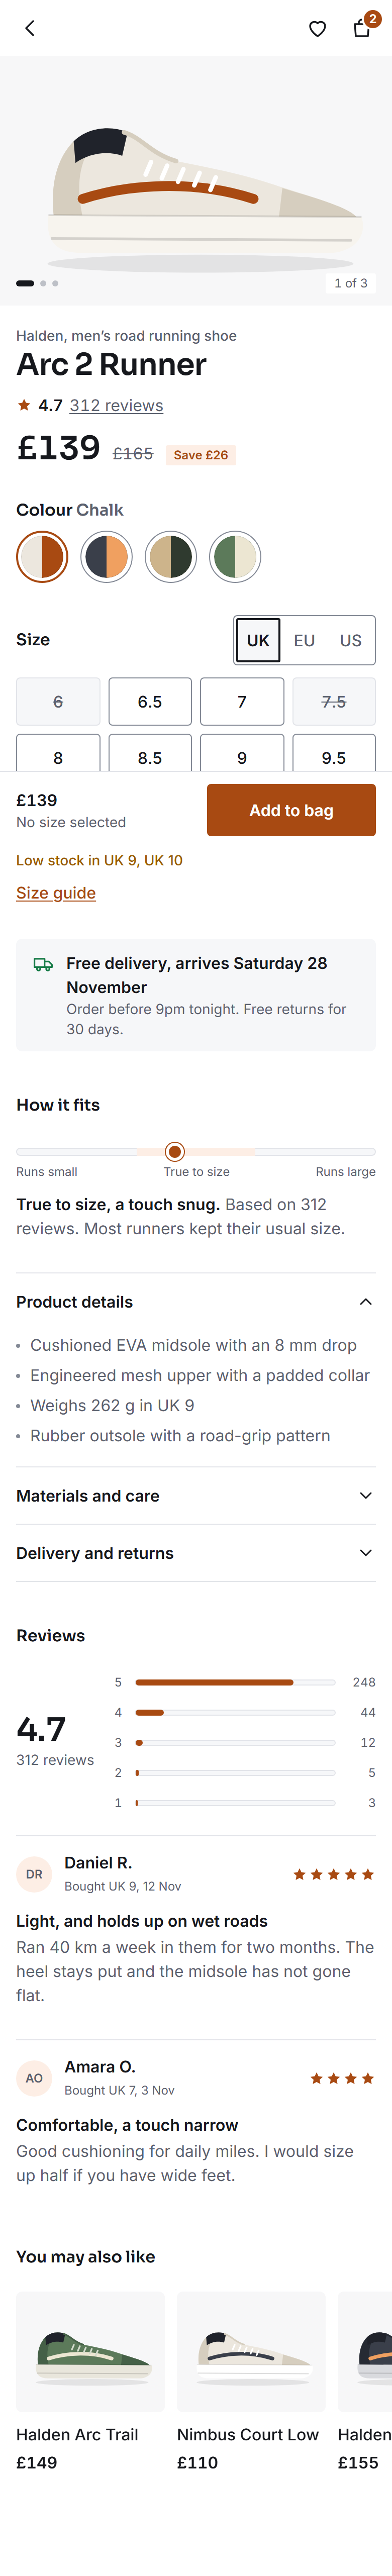 2
1 of 3
Halden, men’s road running shoe
Arc 2 Runner
4.7 312 reviews
£139 £165 Save £26
Colour Chalk
Size UK EU US
6 6.5 7 7.5
8 8.5 9 9.5
£139
No size selected
Add to bag
Low stock in UK 9, UK 10
Size guide
Free delivery, arrives Saturday 28
November
Order before 9pm tonight. Free returns for
30 days.
How it fits
Runs small True to size Runs large
True to size, a touch snug. Based on 312
reviews. Most runners kept their usual size.
Product details
• Cushioned EVA midsole with an 8 mm drop
• Engineered mesh upper with a padded collar
• Weighs 262 g in UK 9
• Rubber outsole with a road-grip pattern
Materials and care
Delivery and returns
Reviews
4.7
312 reviews
5 248
4 44
3 12
2 5
1 3
DR
Daniel R.
Bought UK 9, 12 Nov
Light, and holds up on wet roads
Ran 40 km a week in them for two months. The
heel stays put and the midsole has not gone
flat.
AO
Amara O.
Bought UK 7, 3 Nov
Comfortable, a touch narrow
Good cushioning for daily miles. I would size
up half if you have wide feet.
You may also like
Halden Arc Trail
£149
Nimbus Court Low
£110
Halden
£155